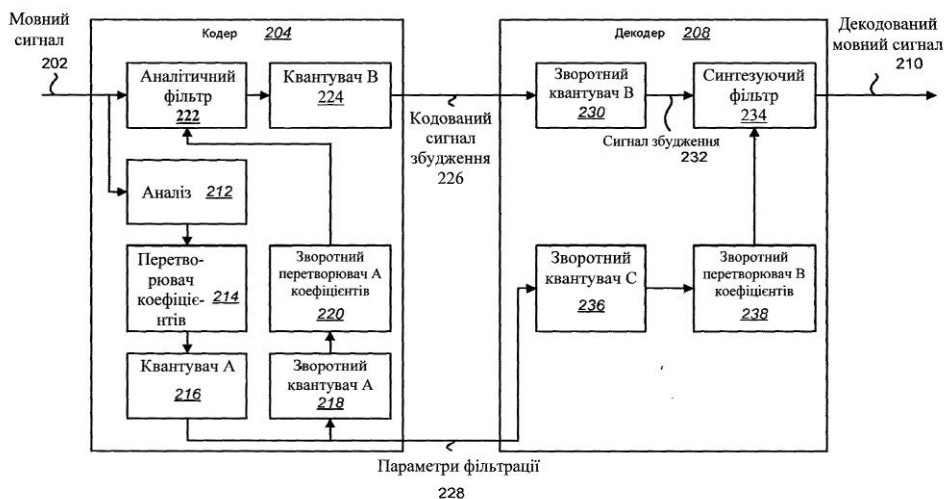 Мовний
сигнал
202
Кодер 204
Аналітичний
фільтр
222
Квантувач В
224
Аналіз 212
Перетво-
рювач
коефіціє-
нтів
214
Зворотний
перетворювач А
коефіцієнтів
220
Квантувач А
216
Зворотний
квантувач А
218
Кодований
сигнал
збудження
226
Декодер 208
Зворотний
квантувач В
230
Сигнал збудження
232
Синтезуючий
фільтр
234
Зворотний
квантувач С
236
Зворотний
перетворювач В
коефіцієнтів
238
Декодований
мовний сигнал
210
Параметри фільтрації
228